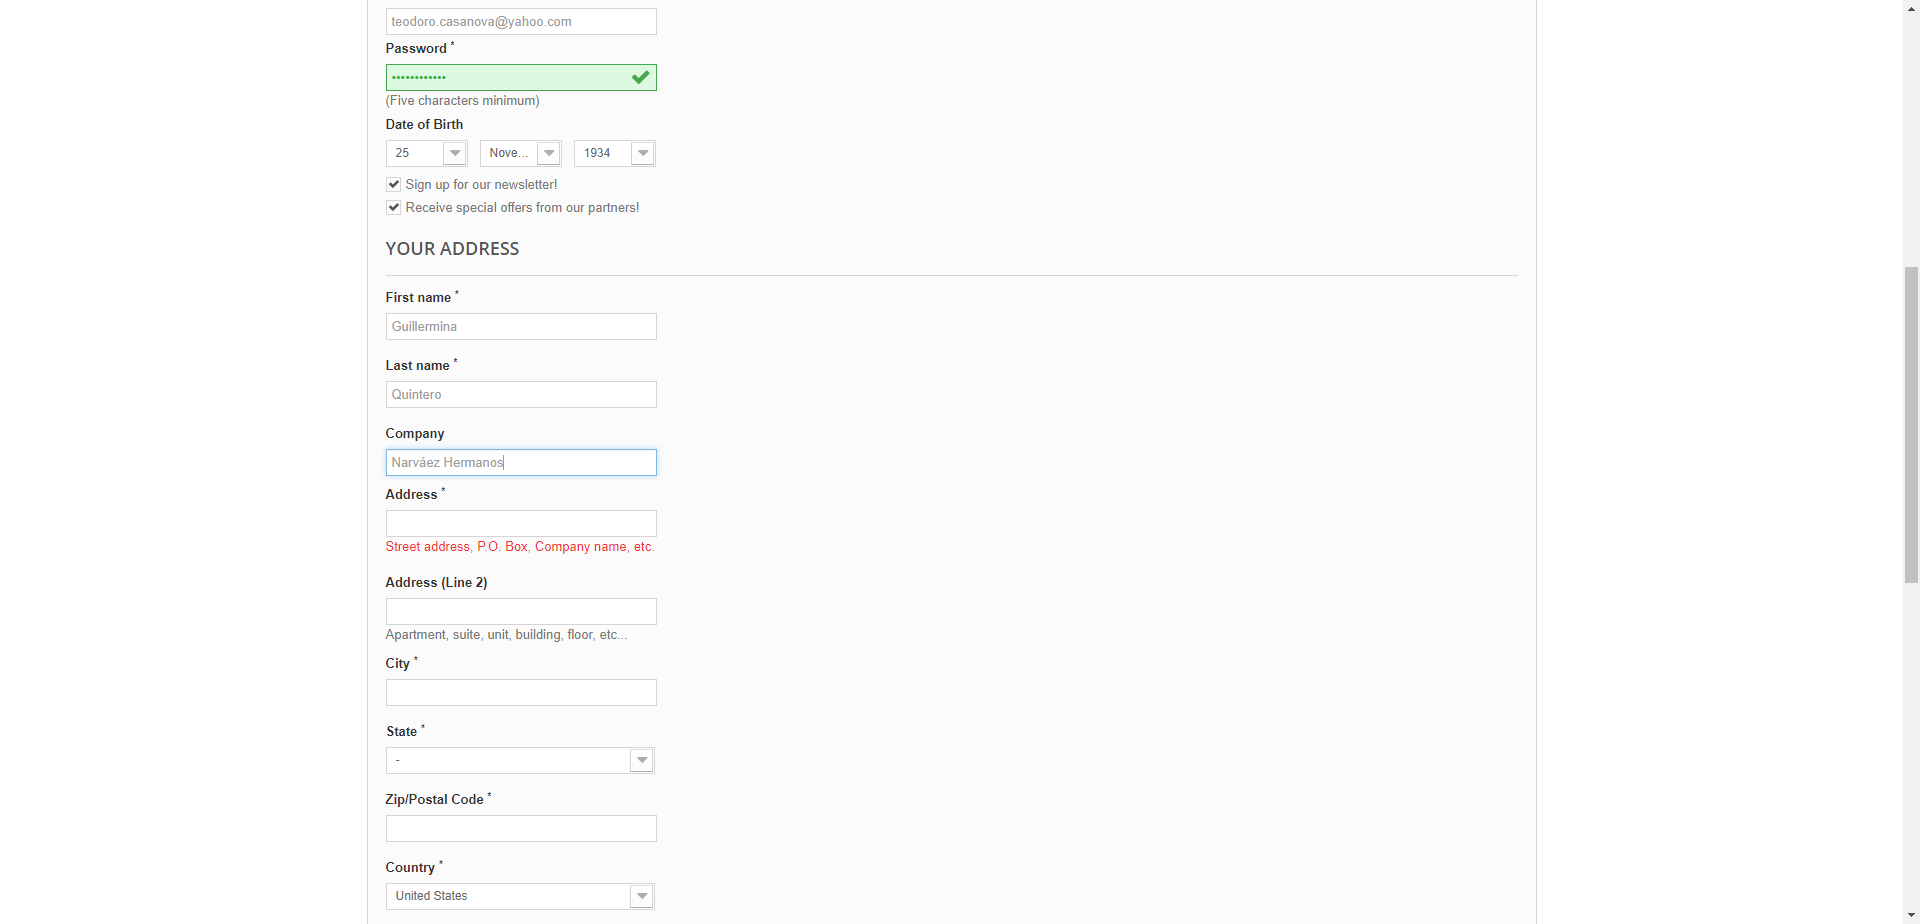 teodoro.casanova@yahoo.com
Password *
••••••••••••
(Five characters minimum)
Date of Birth
25 Nove... 1934
Sign up for our newsletter!
Receive special offers from our partners!
YOUR ADDRESS
First name *
Guillermina
Last name *
Quintero
Company
Narváez Hermanos
Address *
Street address, P.O. Box, Company name, etc.
Address (Line 2)
Apartment, suite, unit, building, floor, etc...
City *
State *
-
Zip/Postal Code *
Country *
United States